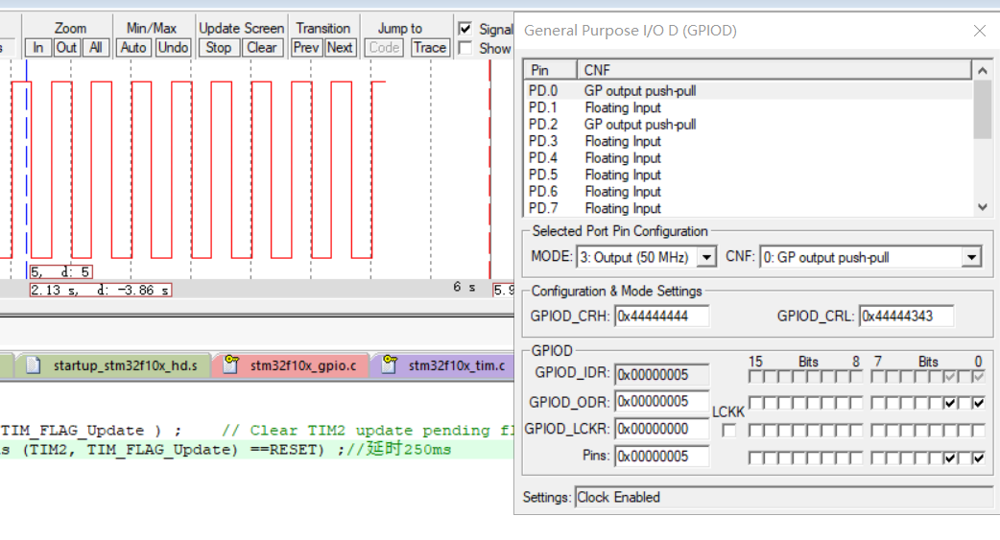 Zoom Min/Max Update Screen Transition Jump to Signal
s In Out All Auto Undo Stop Clear Prev Next Code Trace Show
5, d: 5
2.13 s, d: -3.86 s 6 s 5.9
startup_stm32f10x_hd.s stm32f10x_gpio.c stm32f10x_tim.c
TIM_FLAG_Update ) ; // Clear TIM2 update pending fl
s (TIM2, TIM_FLAG_Update) ==RESET) ;//延时250ms
General Purpose I/O D (GPIOD)
Pin CNF
PD.0 GP output push-pull
PD.1 Floating Input
PD.2 GP output push-pull
PD.3 Floating Input
PD.4 Floating Input
PD.5 Floating Input
PD.6 Floating Input
PD.7 Floating Input
Selected Port Pin Configuration
MODE: 3: Output (50 MHz) CNF: 0: GP output push-pull
Configuration & Mode Settings
GPIOD_CRH: 0x44444444 GPIOD_CRL: 0x44444343
GPIOD
15 Bits 8 7 Bits 0
GPIOD_IDR: 0x00000005
GPIOD_ODR: 0x00000005
LCKK
GPIOD_LCKR: 0x00000000
Pins: 0x00000005
Settings: Clock Enabled